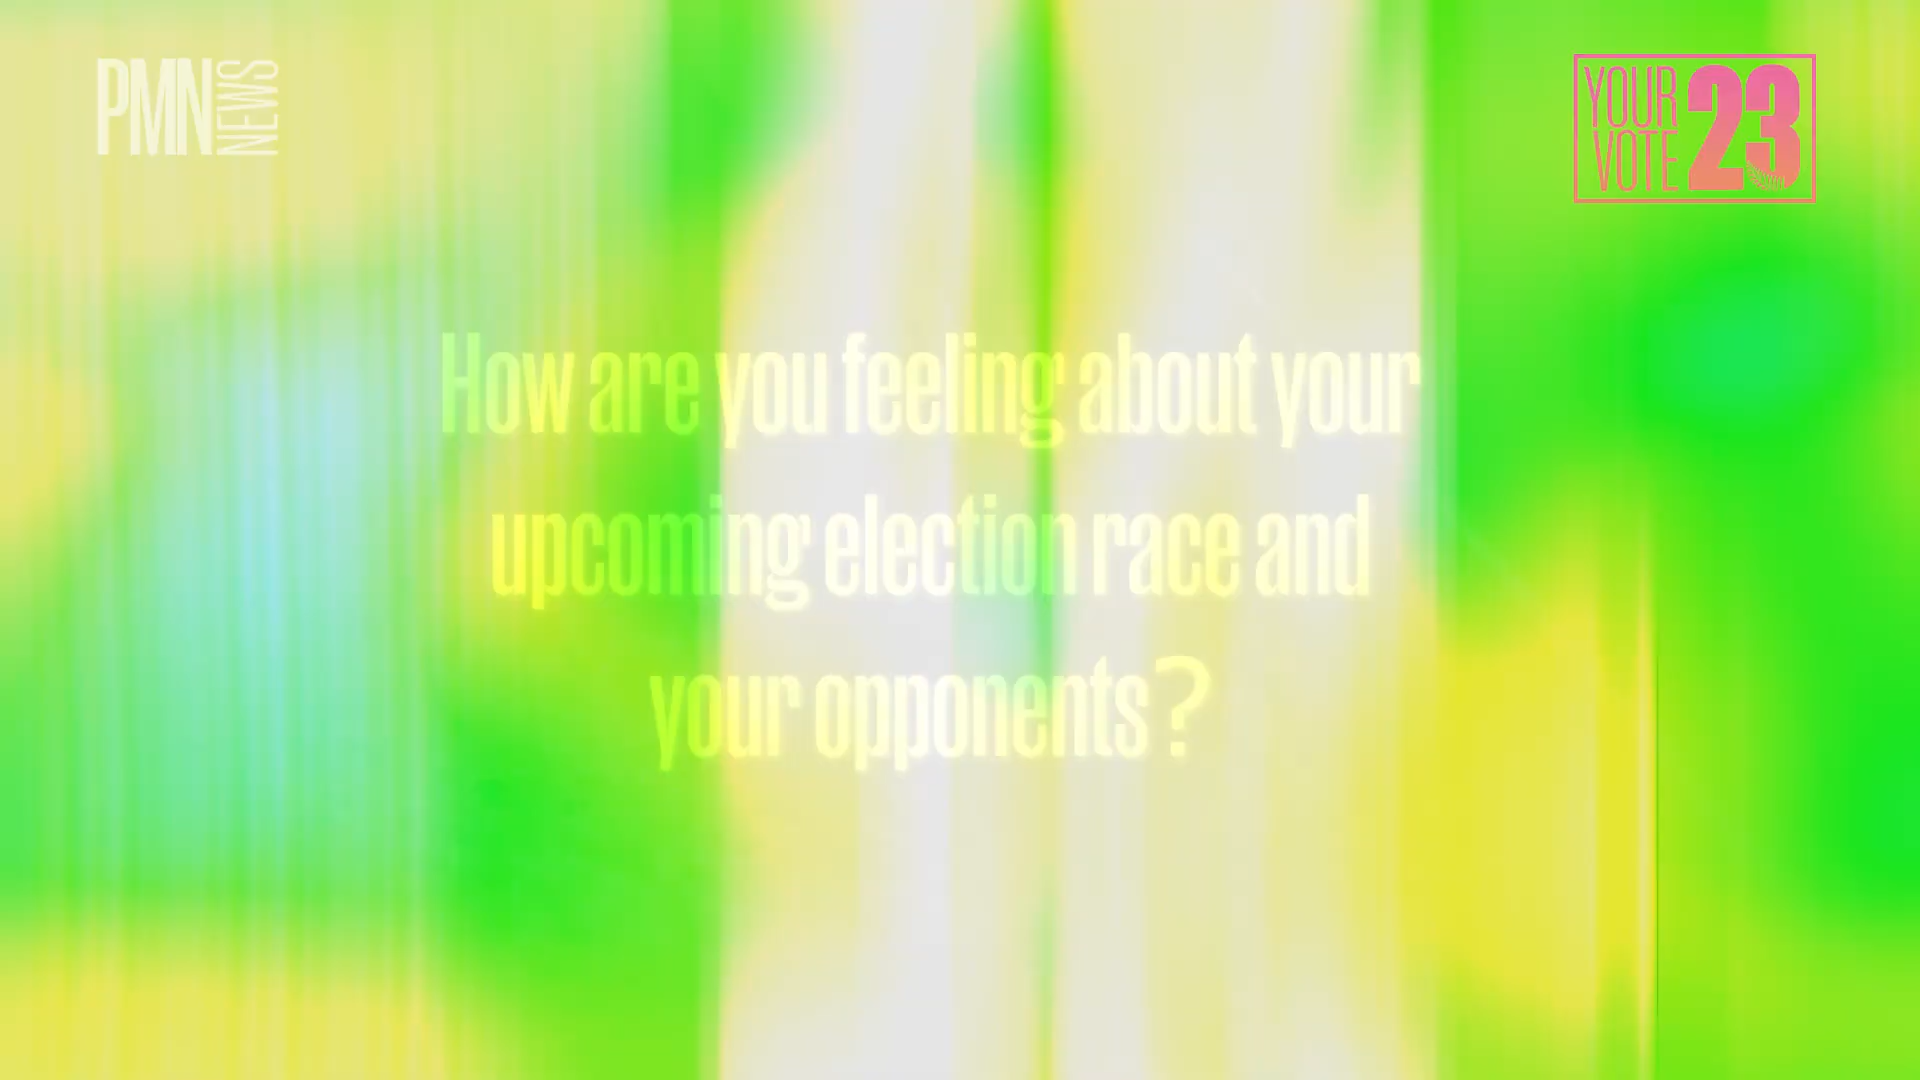 PMN NEWS
YOUR VOTE 23
How are you feeling about your
upcoming election race and
your opponents?